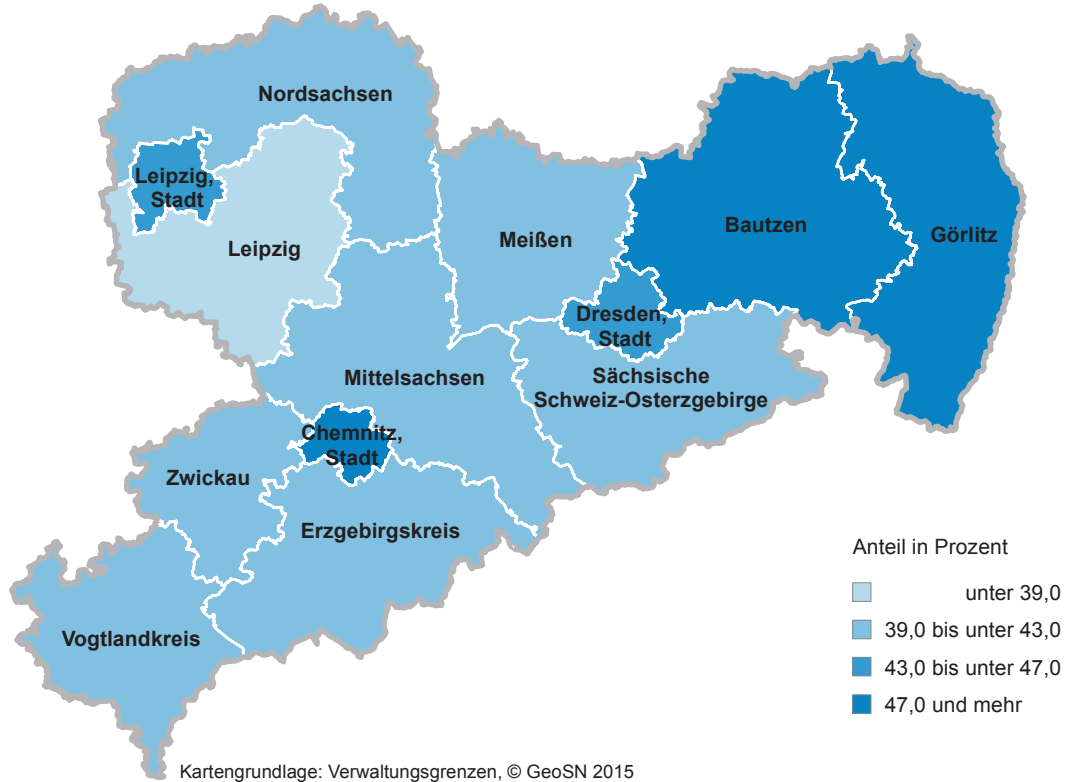 Nordsachsen
Leipzig,
Stadt
Leipzig
Meißen
Bautzen
Görlitz
Dresden,
Stadt
Mittelsachsen
Sächsische
Schweiz-Osterzgebirge
Chemnitz,
Stadt
Zwickau
Erzgebirgskreis
Vogtlandkreis
Anteil in Prozent
unter 39,0
39,0 bis unter 43,0
43,0 bis unter 47,0
47,0 und mehr
Kartengrundlage: Verwaltungsgrenzen, © GeoSN 2015